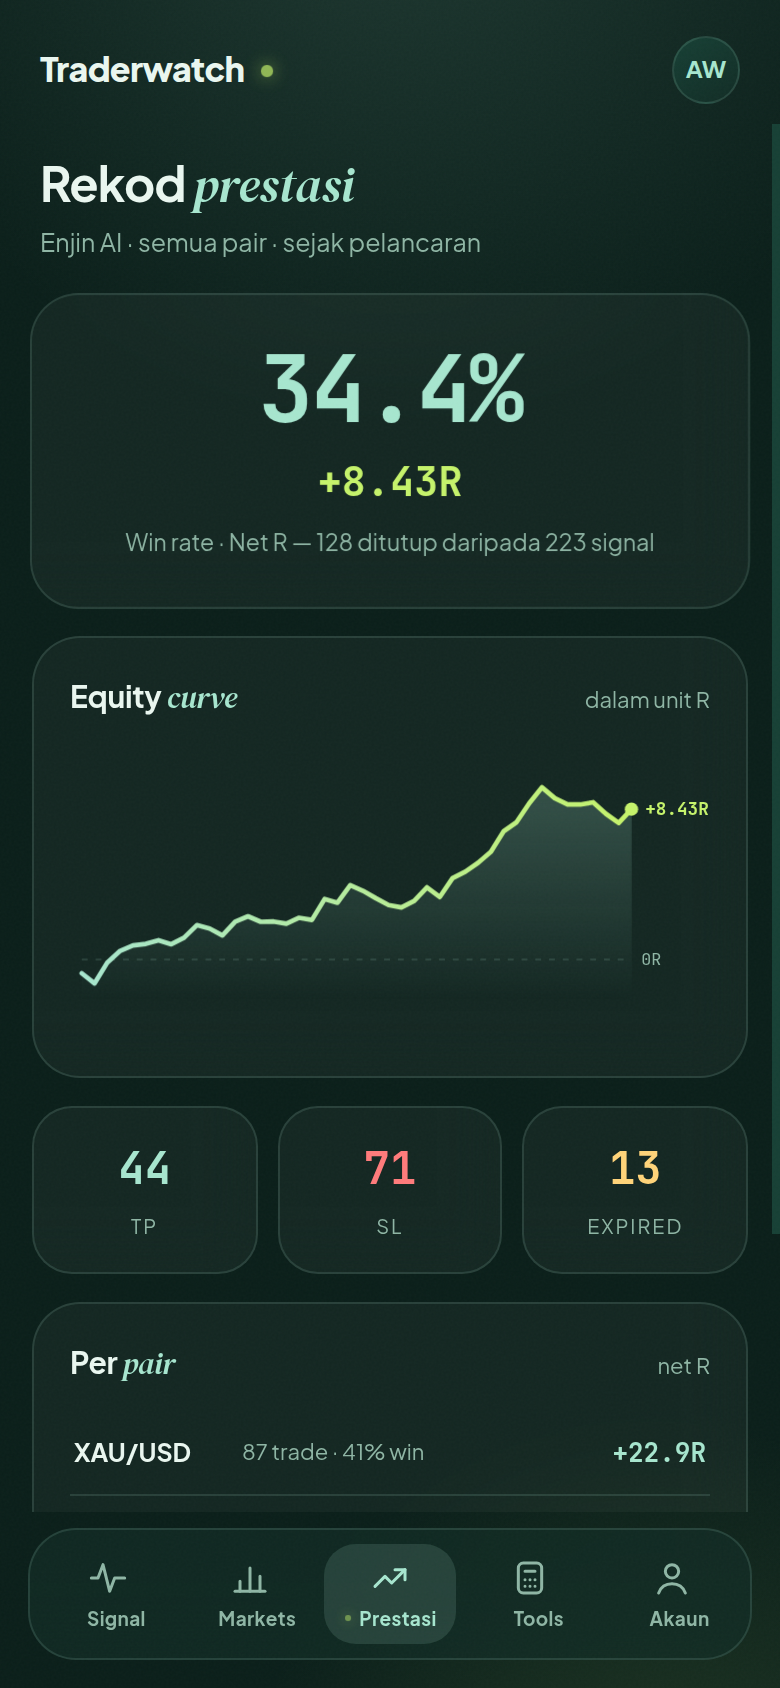 Traderwatch
AW
Rekod prestasi
Enjin AI · semua pair · sejak pelancaran
34.4%
+8.43R
Win rate · Net R — 128 ditutup daripada 223 signal
Equity curve
dalam unit R
+8.43R
0R
44
TP
71
SL
13
EXPIRED
Per pair
net R
XAU/USD 87 trade · 41% win +22.9R
Signal
Markets
Prestasi
Tools
Akaun